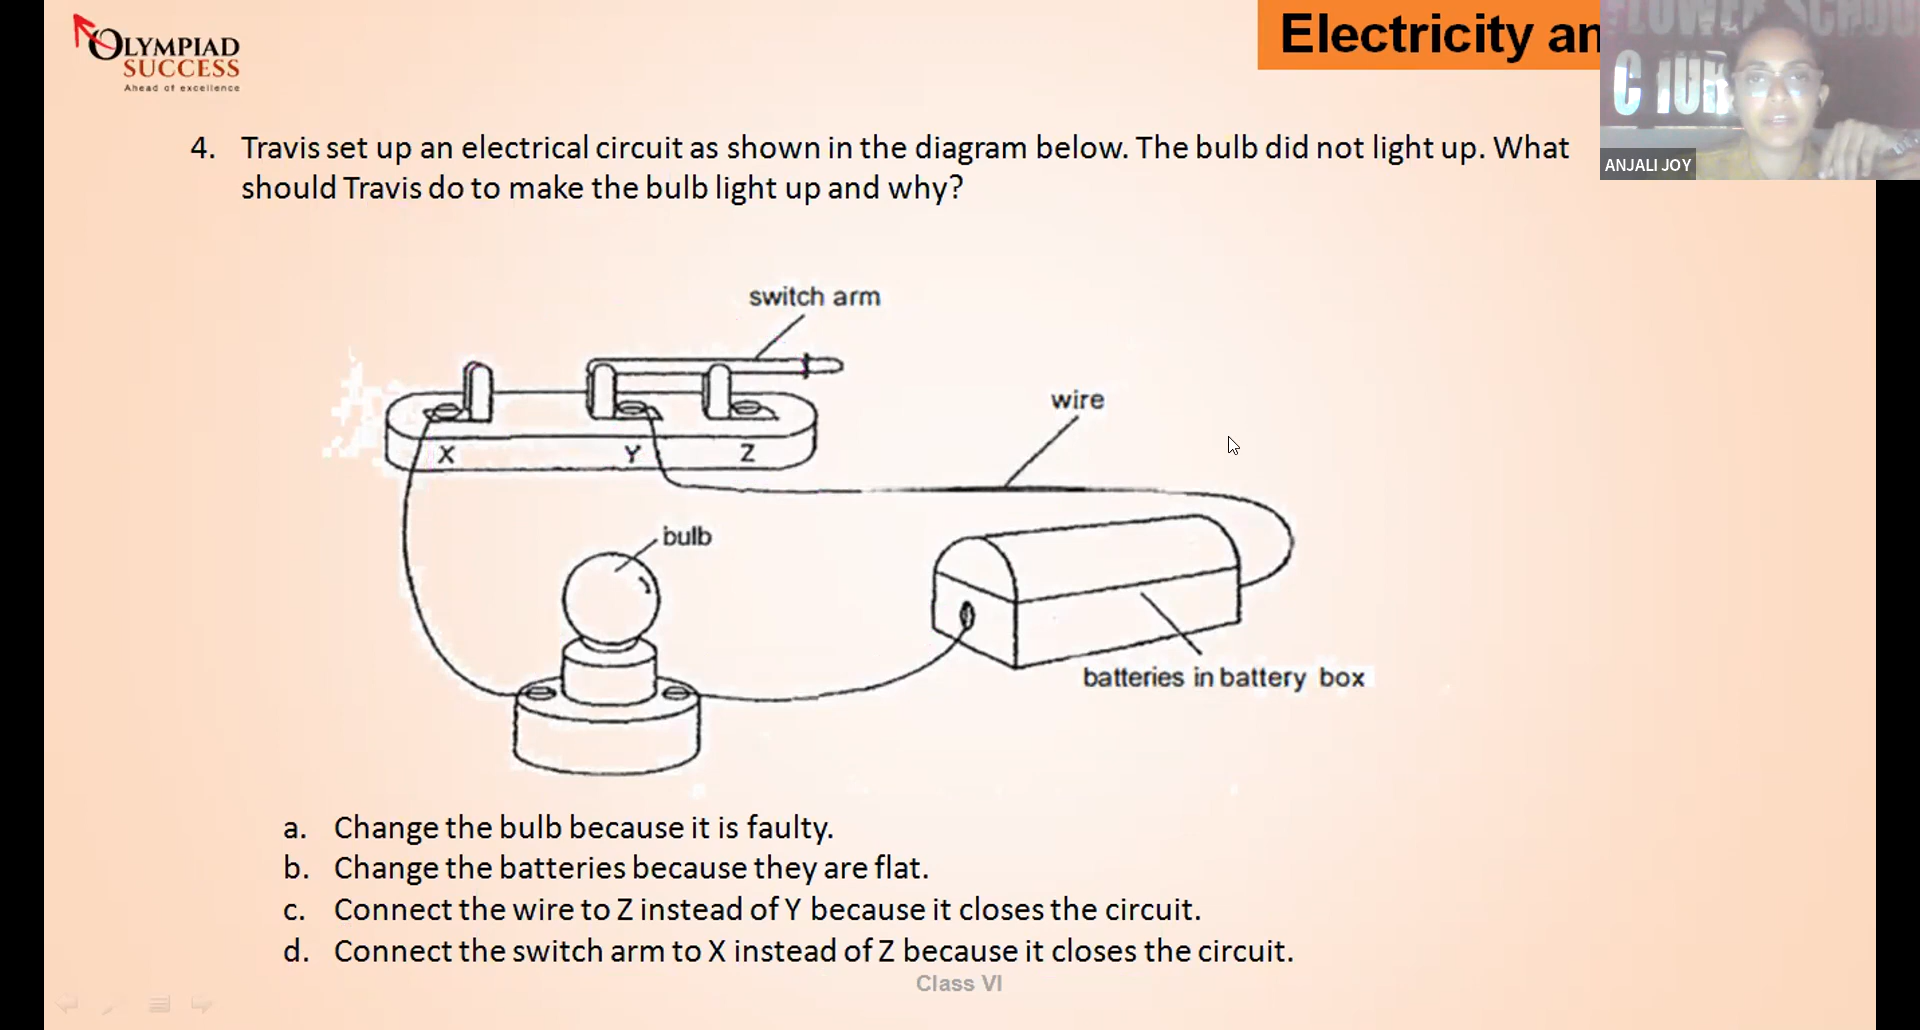 OLYMPIAD
SUCCESS
Ahead of excellence
Electricity an
FLOWER SCHOO
ANJALI JOY
4. Travis set up an electrical circuit as shown in the diagram below. The bulb did not light up. What
should Travis do to make the bulb light up and why?
switch arm
wire
X Y Z
bulb
batteries in battery box
a. Change the bulb because it is faulty.
b. Change the batteries because they are flat.
c. Connect the wire to Z instead of Y because it closes the circuit.
d. Connect the switch arm to X instead of Z because it closes the circuit.
Class VI